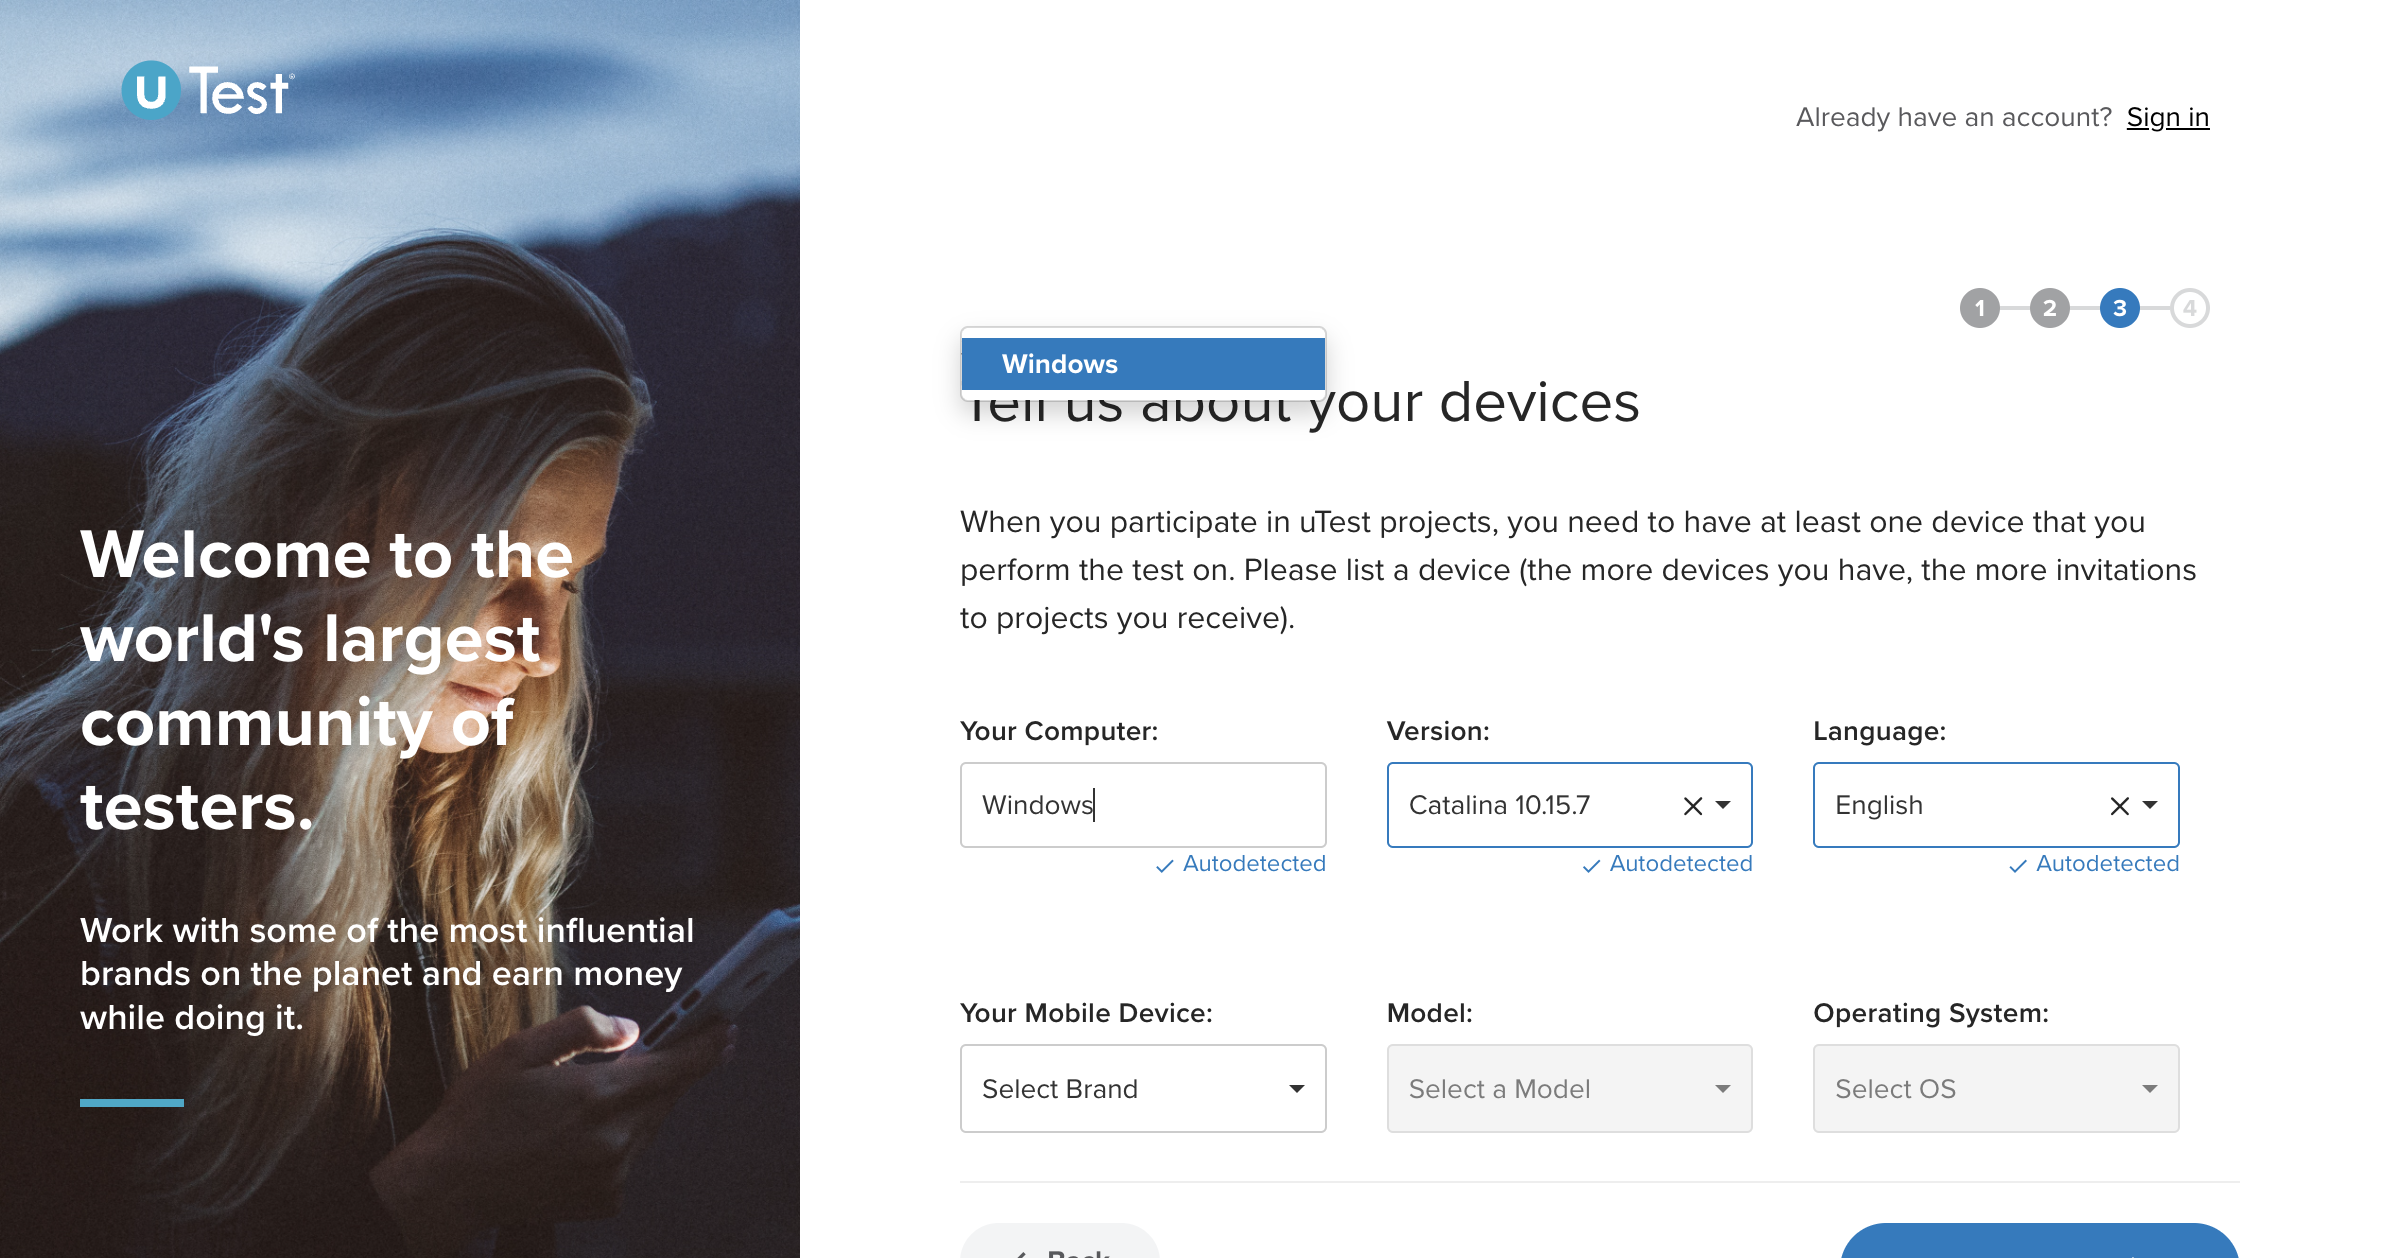 U Test®
Already have an account? Sign in
1 2 3 4
Windows
Tell us about your devices
When you participate in uTest projects, you need to have at least one device that you
perform the test on. Please list a device (the more devices you have, the more invitations
to projects you receive).
Your Computer: Version: Language:
Windows Catalina 10.15.7 English
Autodetected Autodetected Autodetected
Your Mobile Device: Model: Operating System:
Select Brand Select a Model Select OS
Back
Welcome to the
world's largest
community of
testers.
Work with some of the most influential
brands on the planet and earn money
while doing it.